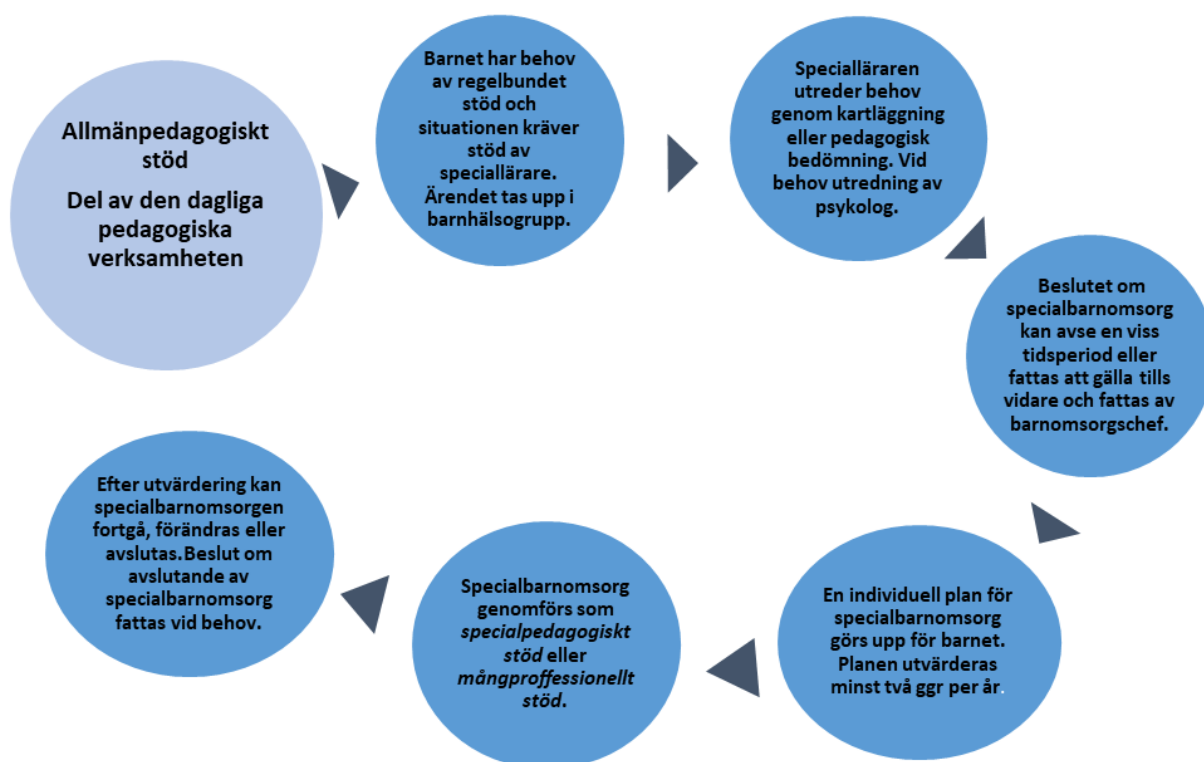 Allmänpedagogiskt
stöd
Del av den dagliga
pedagogiska
verksamheten
Barnet har behov
av regelbundet
stöd och
situationen kräver
stöd av
speciallärare.
Ärendet tas upp i
barnhälsogrupp.
Specialläraren
utreder behov
genom kartläggning
eller pedagogisk
bedömning. Vid
behov utredning av
psykolog.
Beslutet om
specialbarnomsorg
kan avse en viss
tidsperiod eller
fattas att gälla tills
vidare och fattas av
barnomsorgschef.
En individuell plan för
specialbarnomsorg
görs upp för barnet.
Planen utvärderas
minst två ggr per år.
Specialbarnomsorg
genomförs som
specialpedagogiskt
stöd eller
mångproffessionellt
stöd.
Efter utvärdering kan
specialbarnomsorgen
fortgå, förändras eller
avslutas.Beslut om
avslutande av
specialbarnomsorg
fattas vid behov.